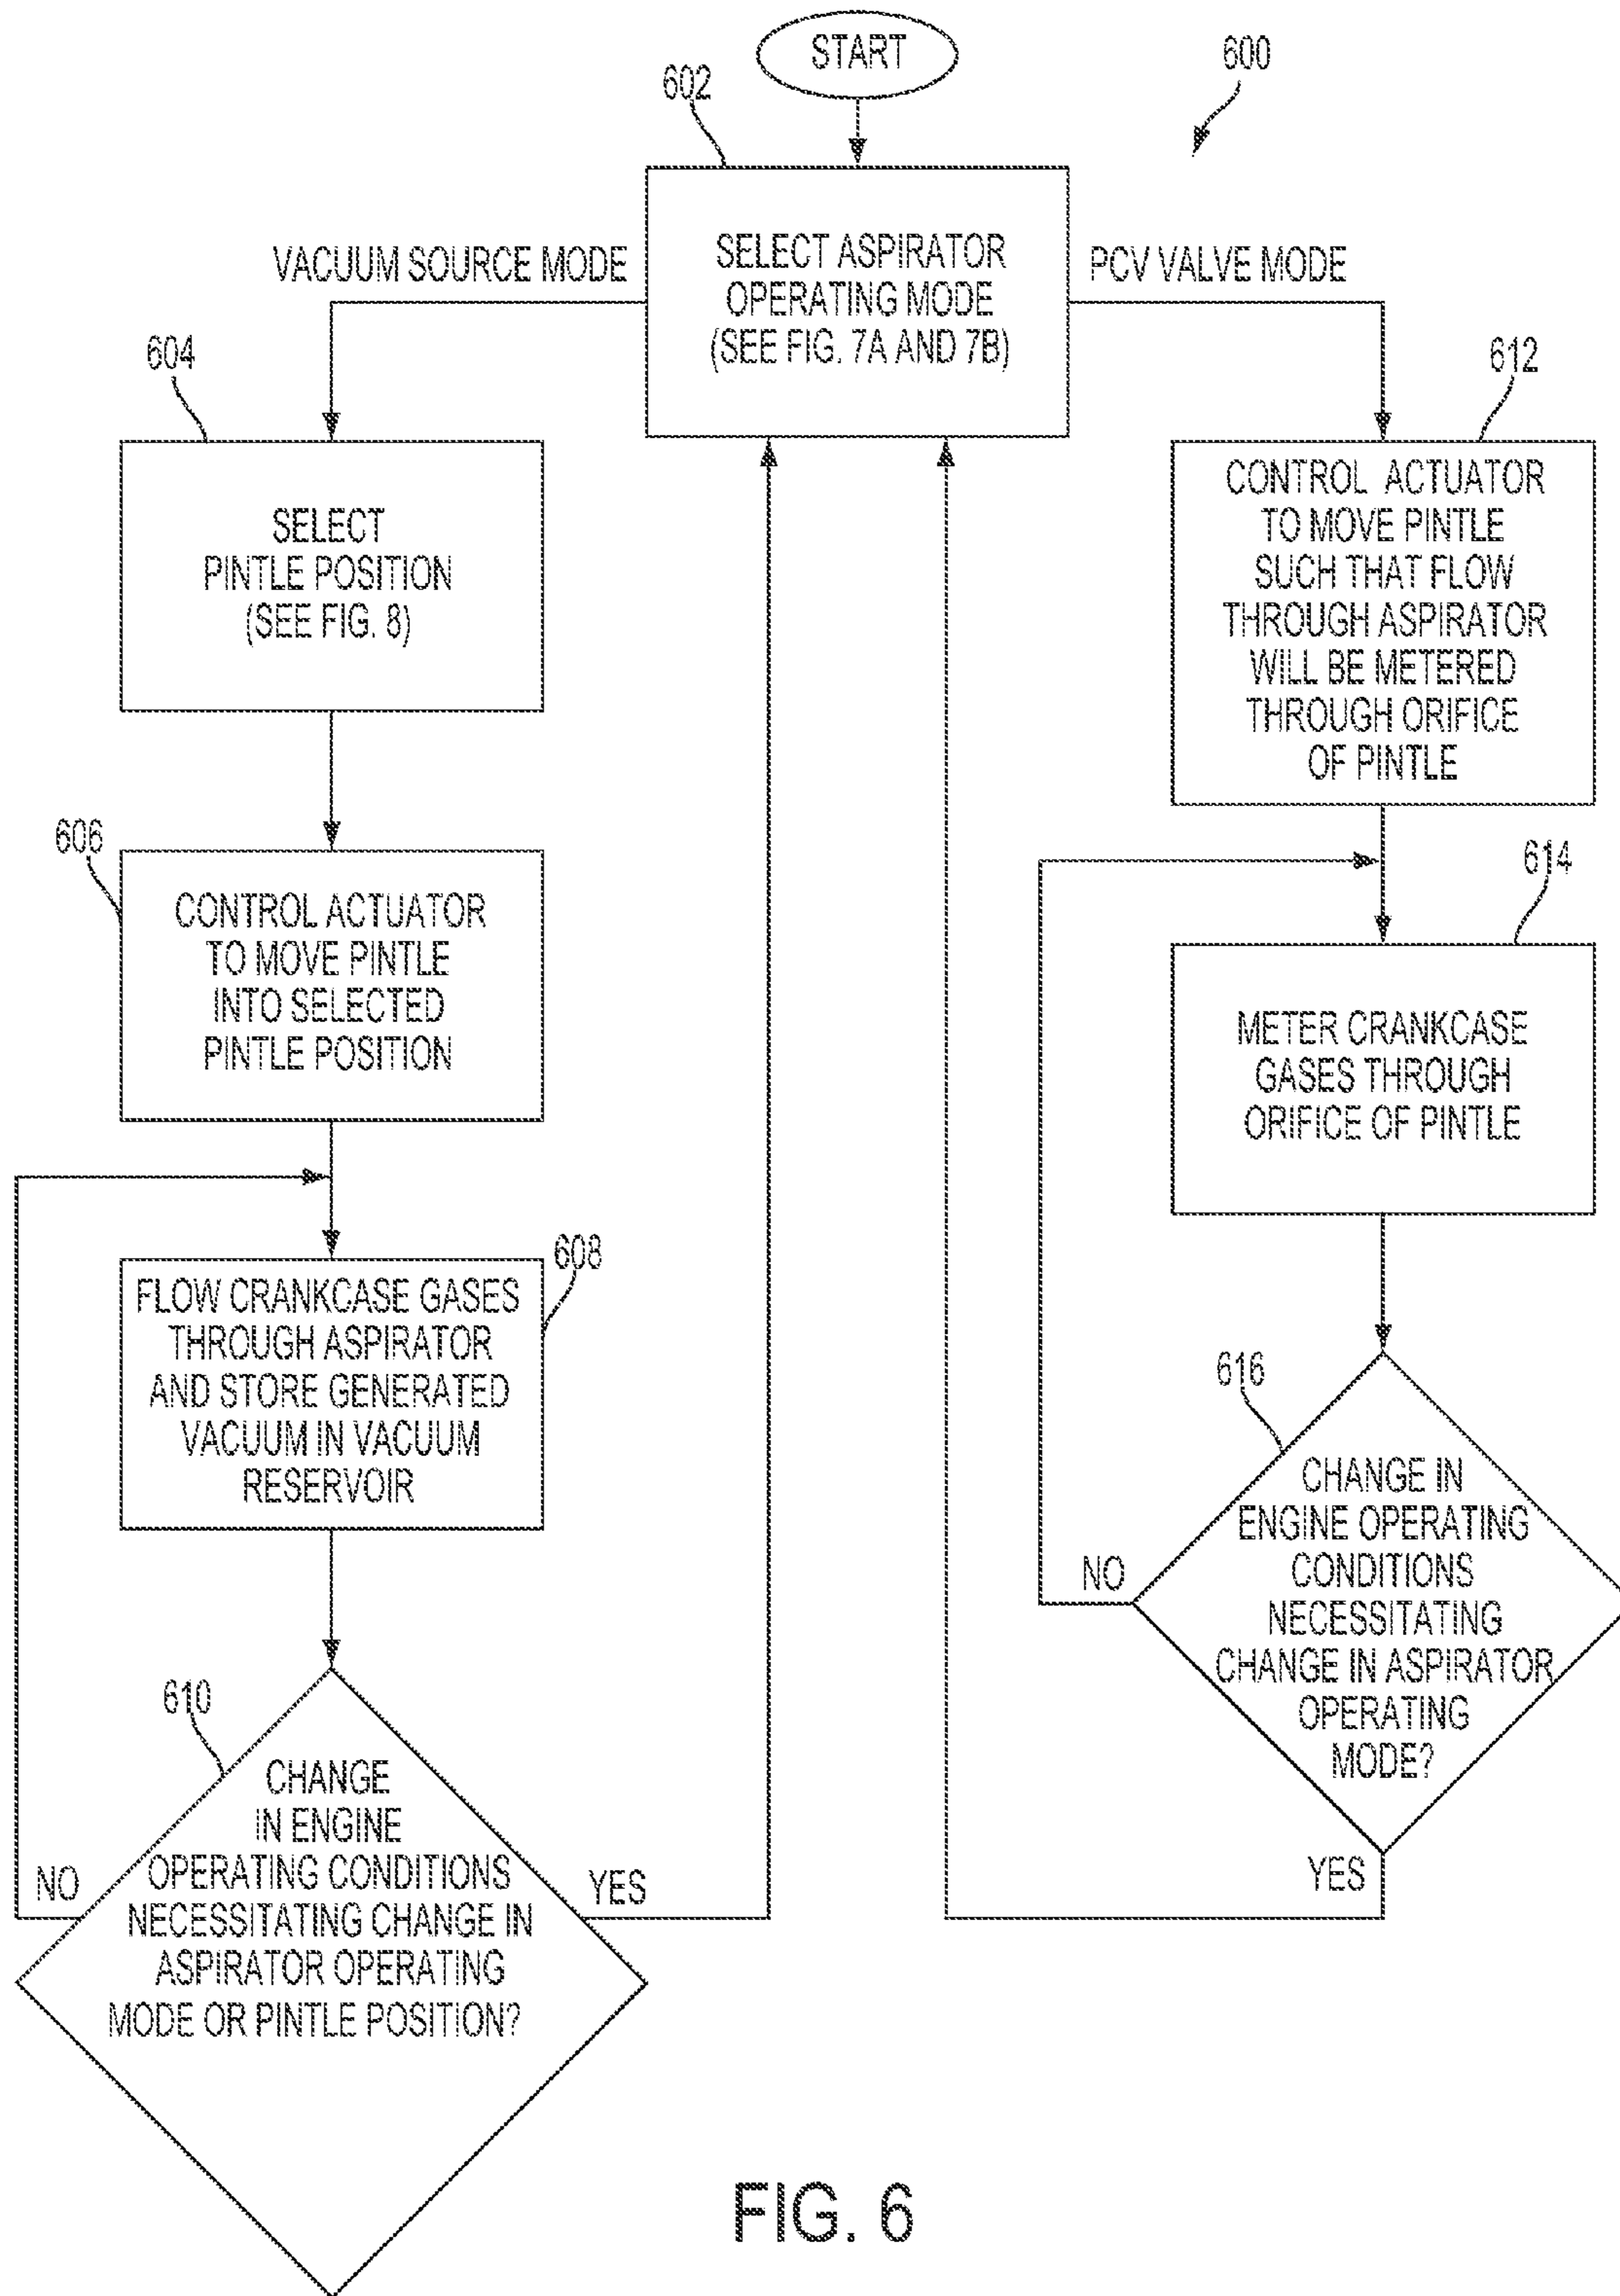 START
600
602
SELECT ASPIRATOR
OPERATING MODE
(SEE FIG. 7A AND 7B)
VACUUM SOURCE MODE
PCV VALVE MODE
604
SELECT
PINTLE POSITION
(SEE FIG. 8)
606
CONTROL ACTUATOR
TO MOVE PINTLE
INTO SELECTED
PINTLE POSITION
608
FLOW CRANKCASE GASES
THROUGH ASPIRATOR
AND STORE GENERATED
VACUUM IN VACUUM
RESERVOIR
610
CHANGE
IN ENGINE
OPERATING CONDITIONS
NECESSITATING CHANGE IN
ASPIRATOR OPERATING
MODE OR PINTLE POSITION?
NO
YES
612
CONTROL ACTUATOR
TO MOVE PINTLE
SUCH THAT FLOW
THROUGH ASPIRATOR
WILL BE METERED
THROUGH ORIFICE
OF PINTLE
614
METER CRANKCASE
GASES THROUGH
ORIFICE OF PINTLE
616
CHANGE IN
ENGINE OPERATING
CONDITIONS
NECESSITATING
CHANGE IN ASPIRATOR
OPERATING
MODE?
NO
YES
FIG. 6